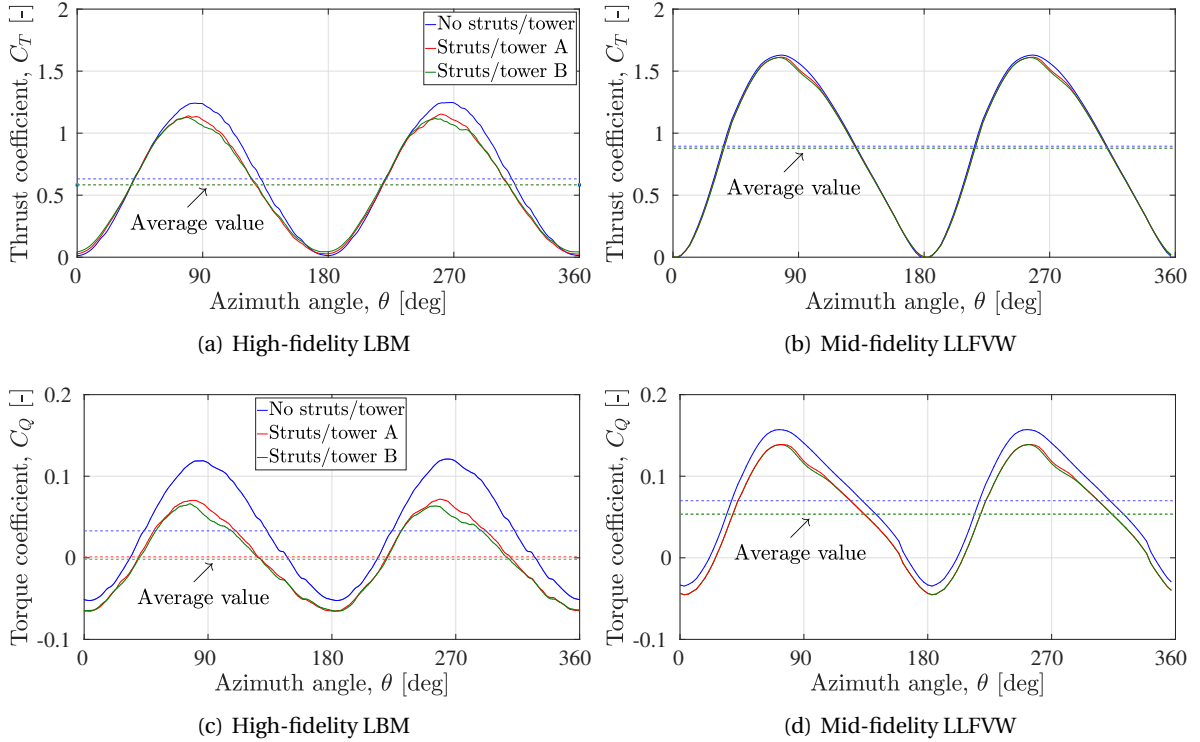 Thrust coefficient, C_T [-]
2
1.5
1
0.5
0
No struts/tower
Struts/tower A
Struts/tower B
Average value
0 90 180 270 360
Azimuth angle, θ [deg]
(a) High-fidelity LBM
Thrust coefficient, C_T [-]
2
1.5
1
0.5
0
Average value
0 90 180 270 360
Azimuth angle, θ [deg]
(b) Mid-fidelity LLFVW
Torque coefficient, C_Q [-]
0.2
0.1
0
-0.1
No struts/tower
Struts/tower A
Struts/tower B
Average value
0 90 180 270 360
Azimuth angle, θ [deg]
(c) High-fidelity LBM
Torque coefficient, C_Q [-]
0.2
0.1
0
-0.1
Average value
0 90 180 270 360
Azimuth angle, θ [deg]
(d) Mid-fidelity LLFVW